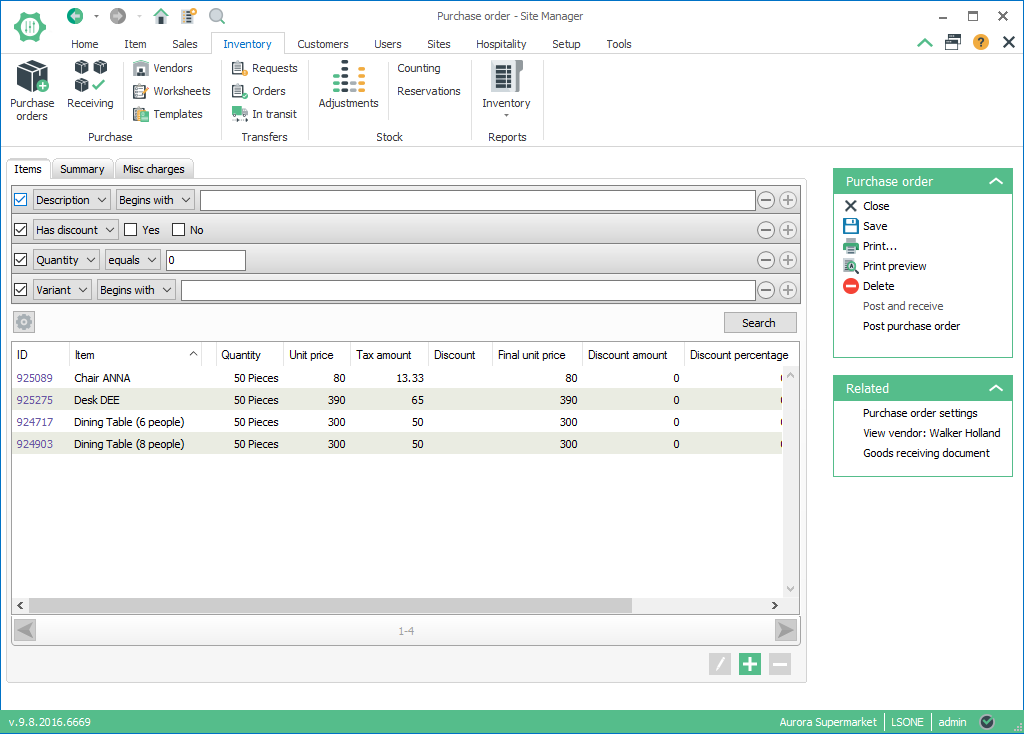 Purchase order - Site Manager
Home Item Sales Inventory Customers Users Sites Hospitality Setup Tools
Purchase orders
Receiving
Vendors
Worksheets
Templates
Purchase
Requests
Orders
In transit
Transfers
Adjustments
Counting
Reservations
Stock
Inventory
Reports
Items Summary Misc charges
Description Begins with
Has discount Yes No
Quantity equals 0
Variant Begins with
Search
ID Item Quantity Unit price Tax amount Discount Final unit price Discount amount Discount percentage
925089 Chair ANNA 50 Pieces 80 13.33 80 0
925275 Desk DEE 50 Pieces 390 65 390 0
924717 Dining Table (6 people) 50 Pieces 300 50 300 0
924903 Dining Table (8 people) 50 Pieces 300 50 300 0
1-4
Purchase order
Close
Save
Print...
Print preview
Delete
Post and receive
Post purchase order
Related
Purchase order settings
View vendor: Walker Holland
Goods receiving document
v.9.8.2016.6669 Aurora Supermarket LSONE admin